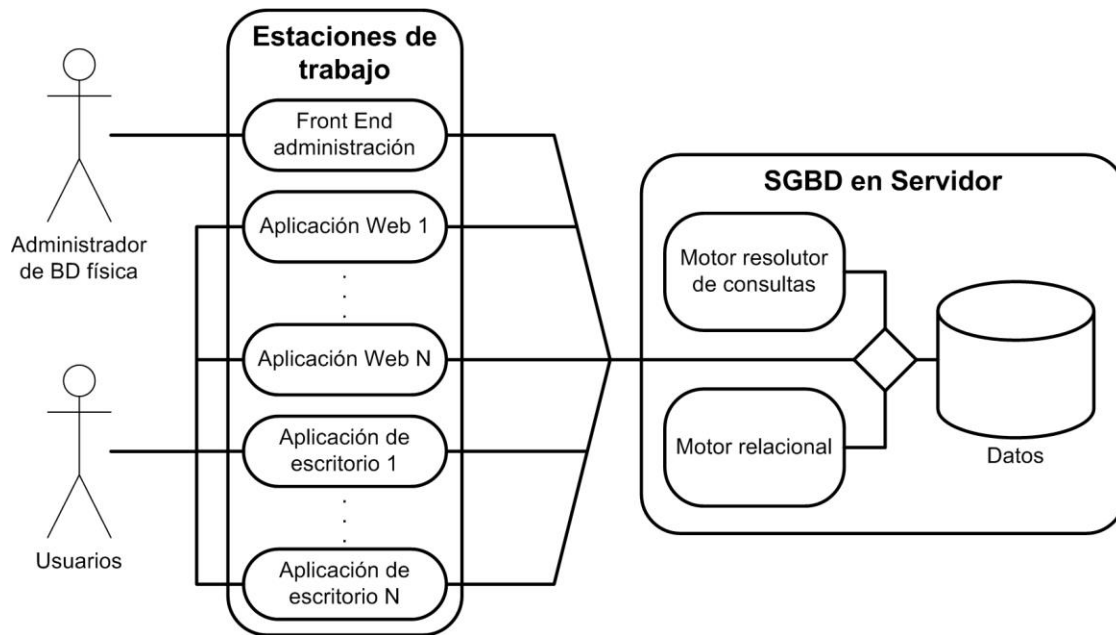 Estaciones de
trabajo
Front End
administración
Administrador
de BD física
Aplicación Web 1
Aplicación Web N
Aplicación de
escritorio 1
Usuarios
Aplicación de
escritorio N
SGBD en Servidor
Motor resolutor
de consultas
Motor relacional
Datos